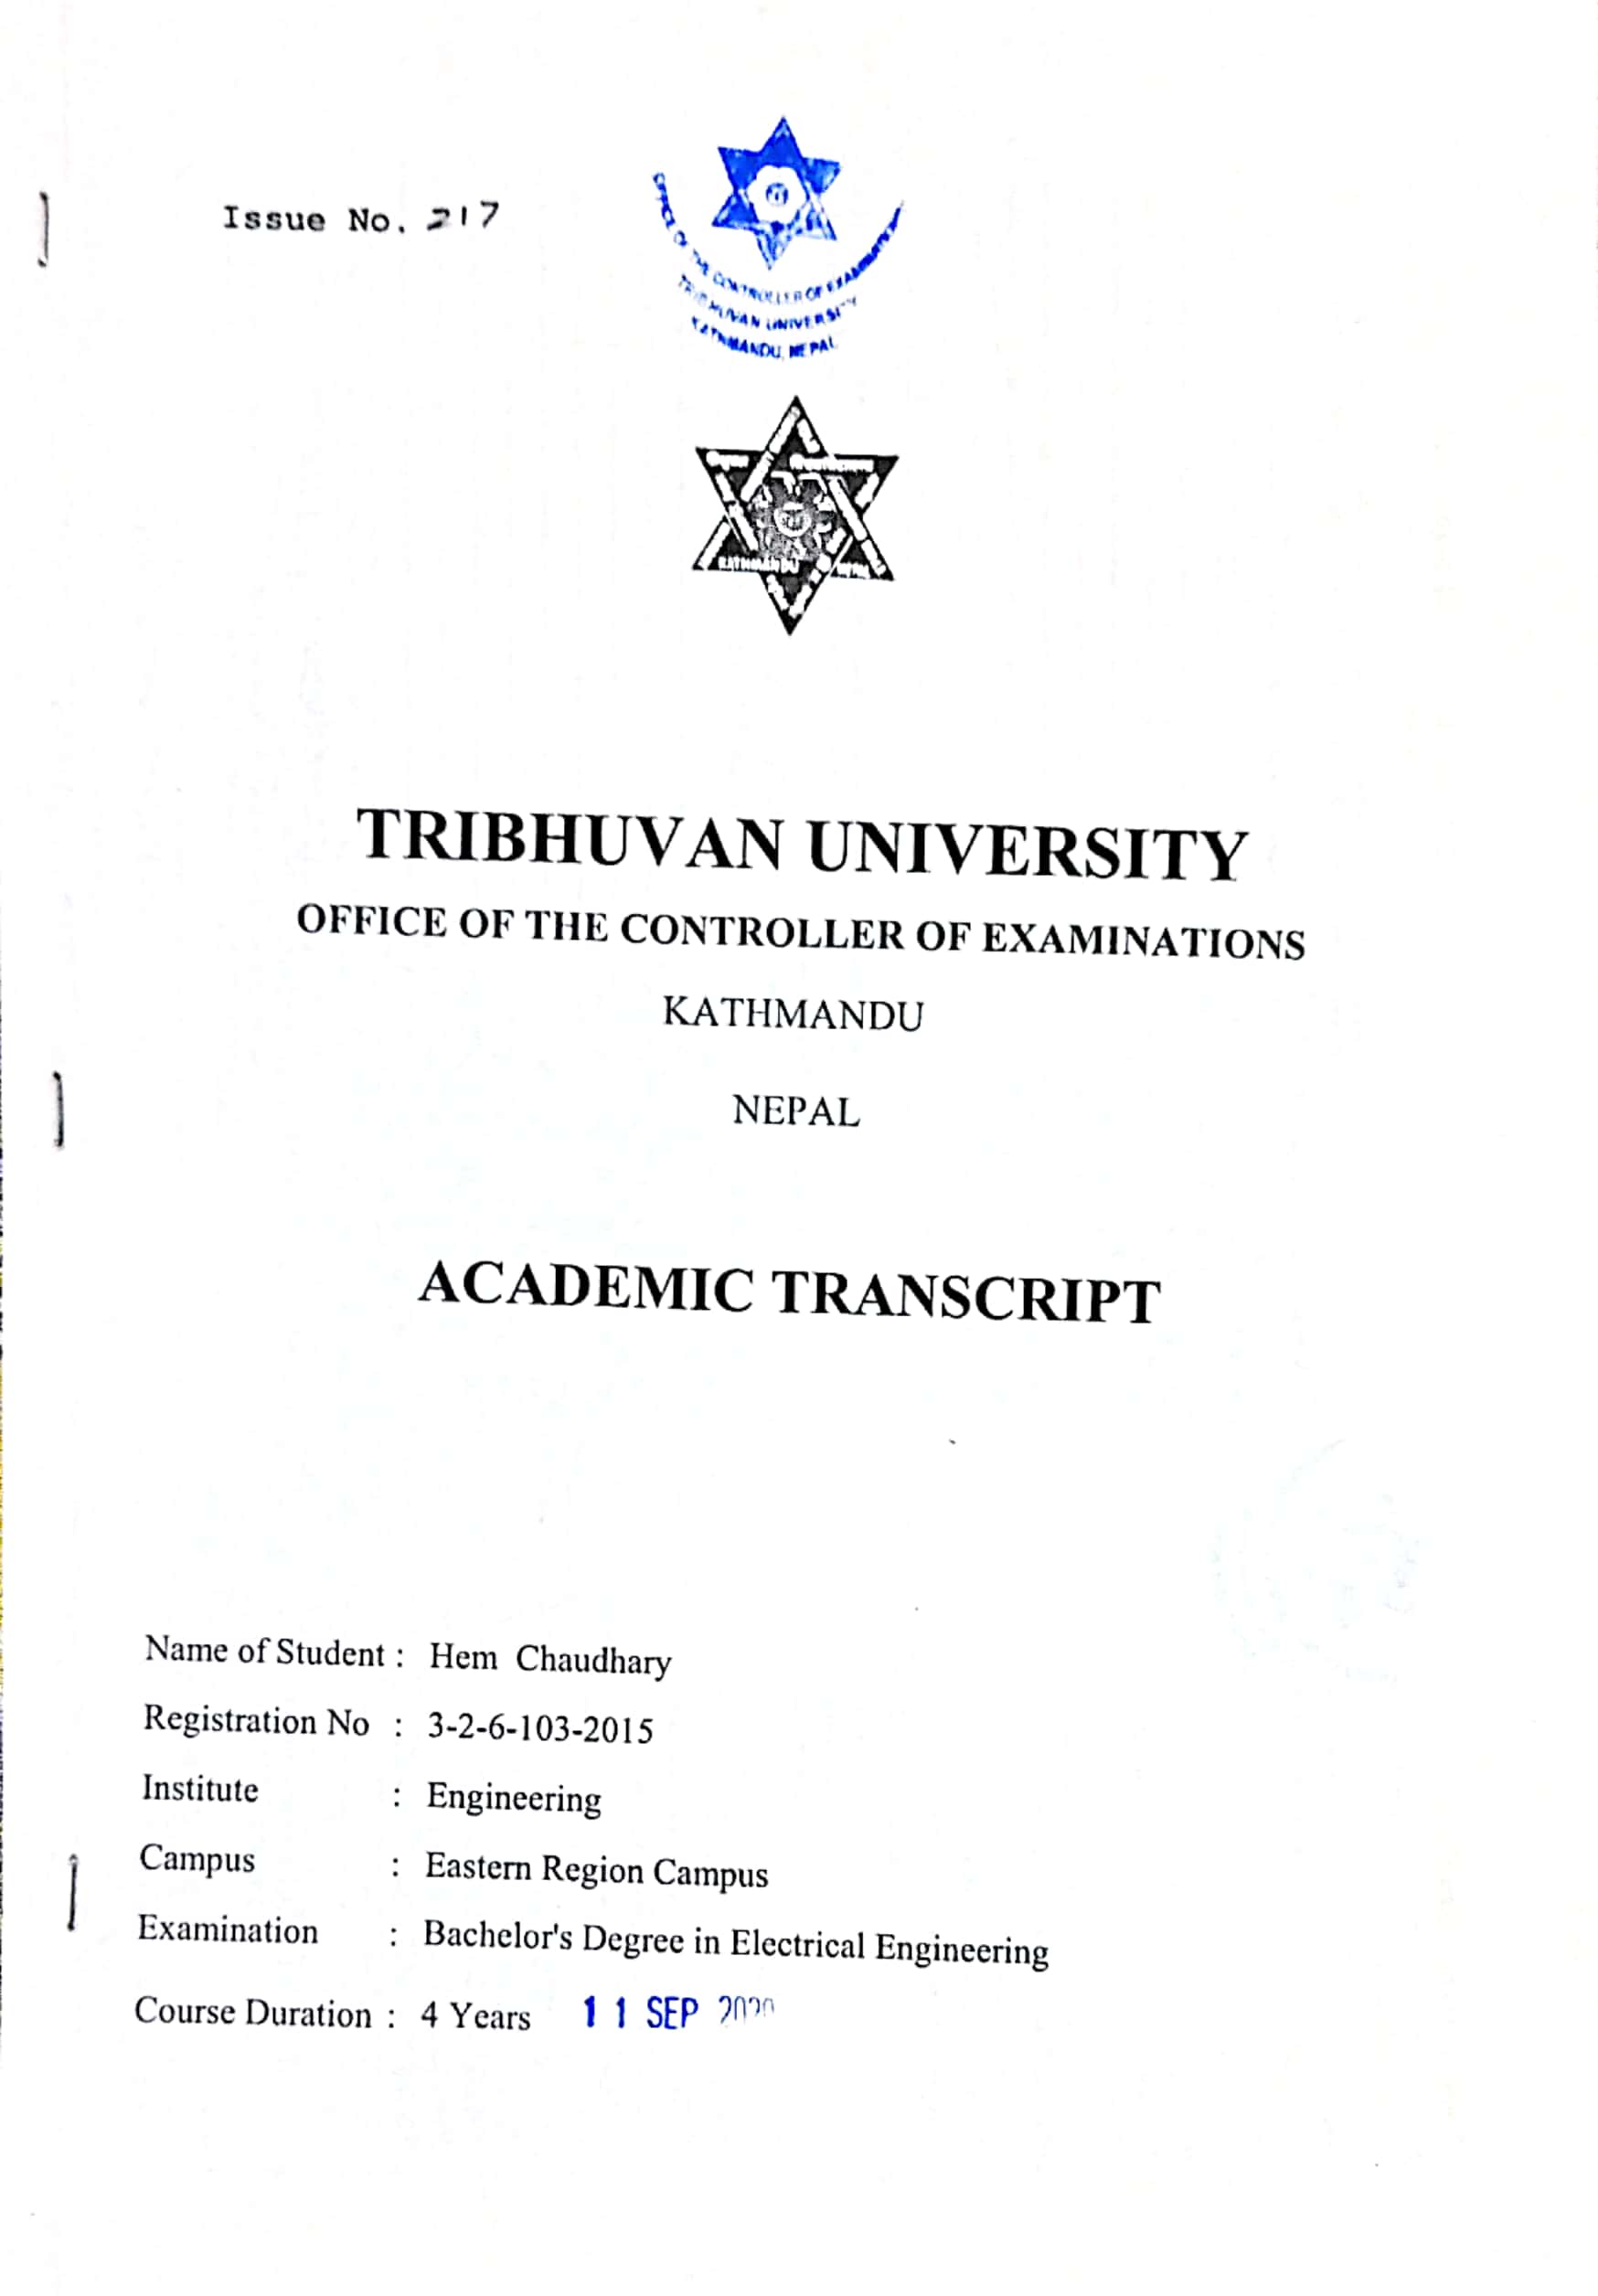 Issue No. 217
OFFICE OF THE CONTROLLER OF EXAMINATIONS
TRIBHUVAN UNIVERSITY
KATHMANDU, NEPAL
KATHMANDU NEPAL
TRIBHUVAN UNIVERSITY
OFFICE OF THE CONTROLLER OF EXAMINATIONS
KATHMANDU
NEPAL
ACADEMIC TRANSCRIPT
Name of Student : Hem Chaudhary
Registration No : 3-2-6-103-2015
Institute : Engineering
Campus : Eastern Region Campus
Examination : Bachelor's Degree in Electrical Engineering
Course Duration : 4 Years 11 SEP 2020